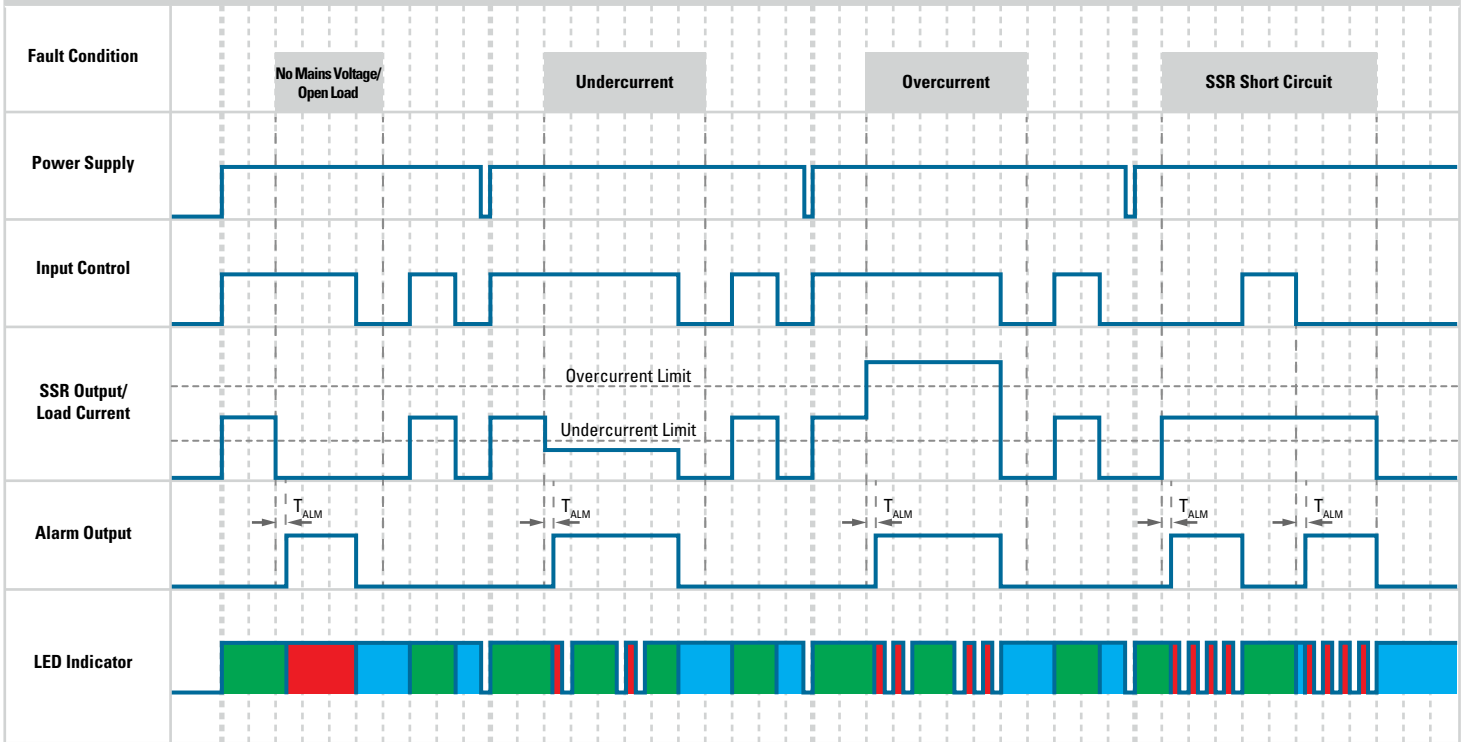 Fault Condition
No Mains Voltage/
Open Load
Undercurrent
Overcurrent
SSR Short Circuit
Power Supply
Input Control
SSR Output/
Load Current
Overcurrent Limit
Undercurrent Limit
Alarm Output
TALM
TALM
TALM
TALM
TALM
LED Indicator